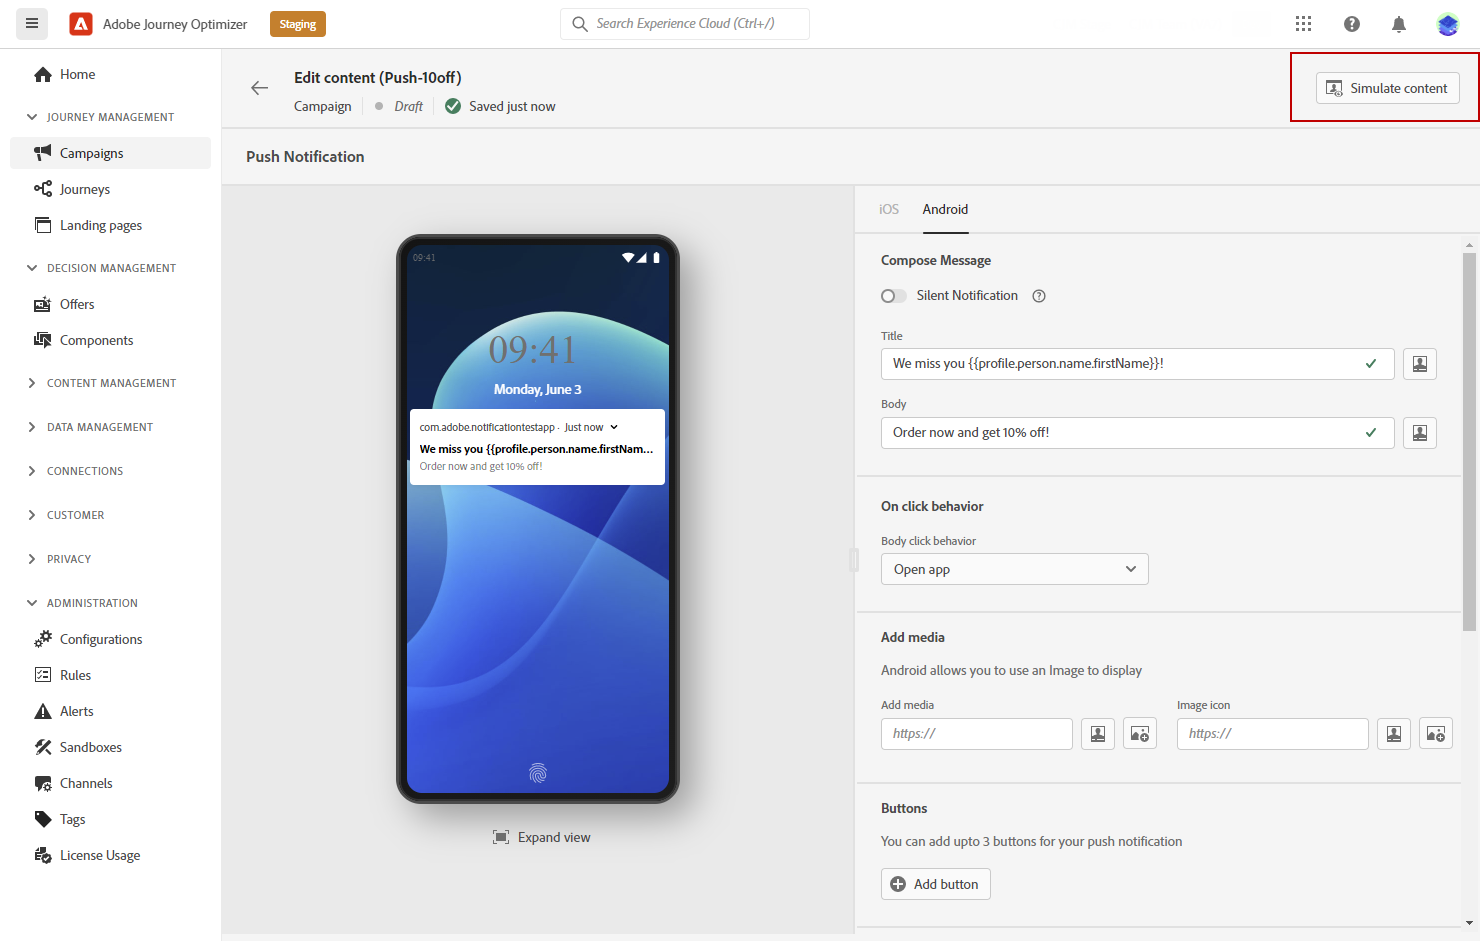 Adobe Journey Optimizer
Staging
Search Experience Cloud (Ctrl+/)
Home
JOURNEY MANAGEMENT
Campaigns
Journeys
Landing pages
DECISION MANAGEMENT
Offers
Components
CONTENT MANAGEMENT
DATA MANAGEMENT
CONNECTIONS
CUSTOMER
PRIVACY
ADMINISTRATION
Configurations
Rules
Alerts
Sandboxes
Channels
Tags
License Usage
Edit content (Push-10off)
Campaign
Draft
Saved just now
Simulate content
Push Notification
09:41
09:41
Monday, June 3
com.adobe.notificationtestapp · Just now
We miss you {{profile.person.name.firstNam...
Order now and get 10% off!
Expand view
iOS
Android
Compose Message
Silent Notification
Title
We miss you {{profile.person.name.firstName}}!
Body
Order now and get 10% off!
On click behavior
Body click behavior
Open app
Add media
Android allows you to use an Image to display
Add media
Image icon
https://
https://
Buttons
You can add upto 3 buttons for your push notification
Add button